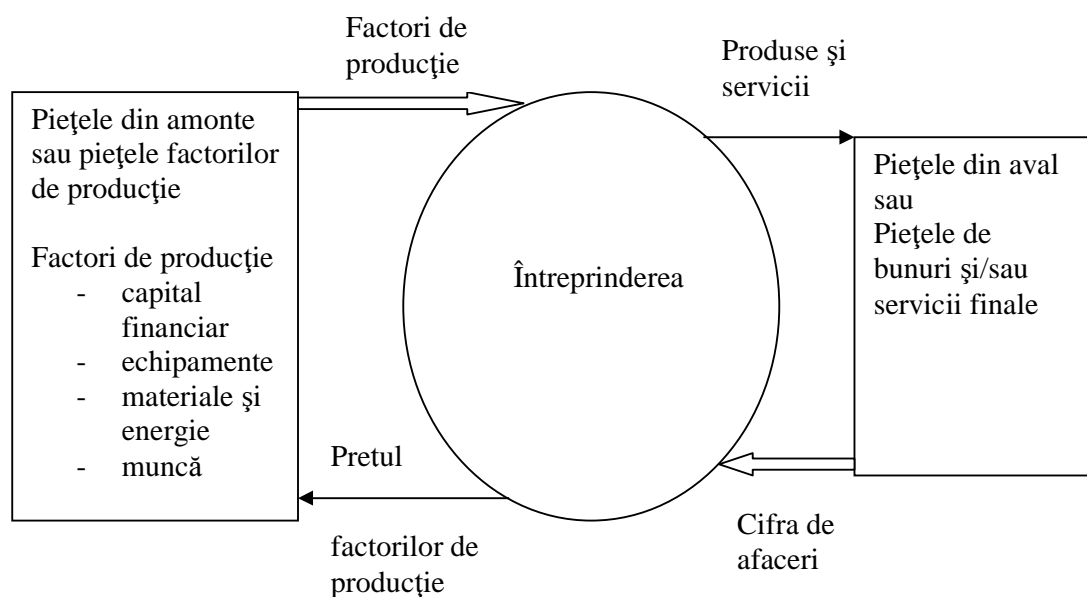 Factori de
producţie
Pieţele din amonte
sau pieţele factorilor
de producţie
Factori de producţie
- capital
financiar
- echipamente
- materiale şi
energie
- muncă
Întreprinderea
Produse şi
servicii
Pieţele din aval
sau
Pieţele de
bunuri şi/sau
servicii finale
Pretul
factorilor de
producţie
Cifra de
afaceri